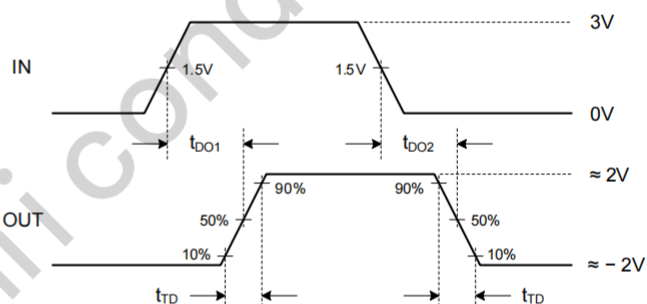 3V
IN
1.5V
1.5V
0V
tDO1
tDO2
≈ 2V
90%
90%
OUT
50%
50%
10%
10%
≈ − 2V
tTD
tTD